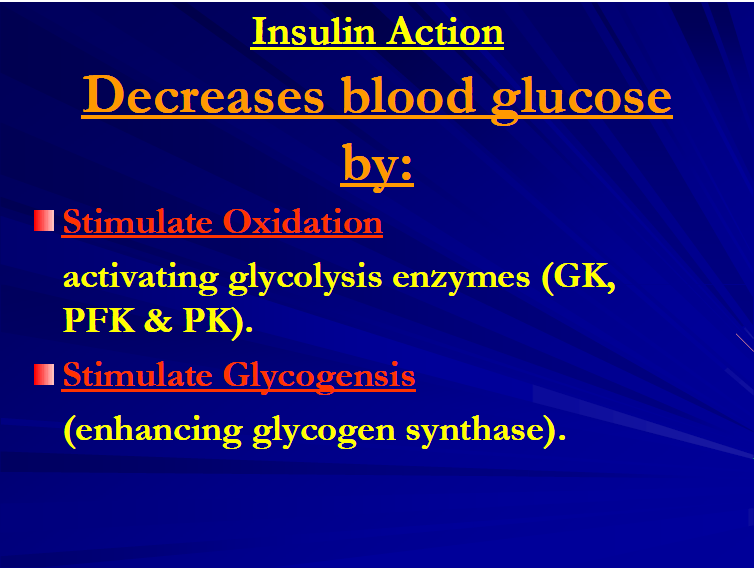 Insulin Action
Decreases blood glucose
by:
Stimulate Oxidation
activating glycolysis enzymes (GK,
PFK & PK).
Stimulate Glycogensis
(enhancing glycogen synthase).